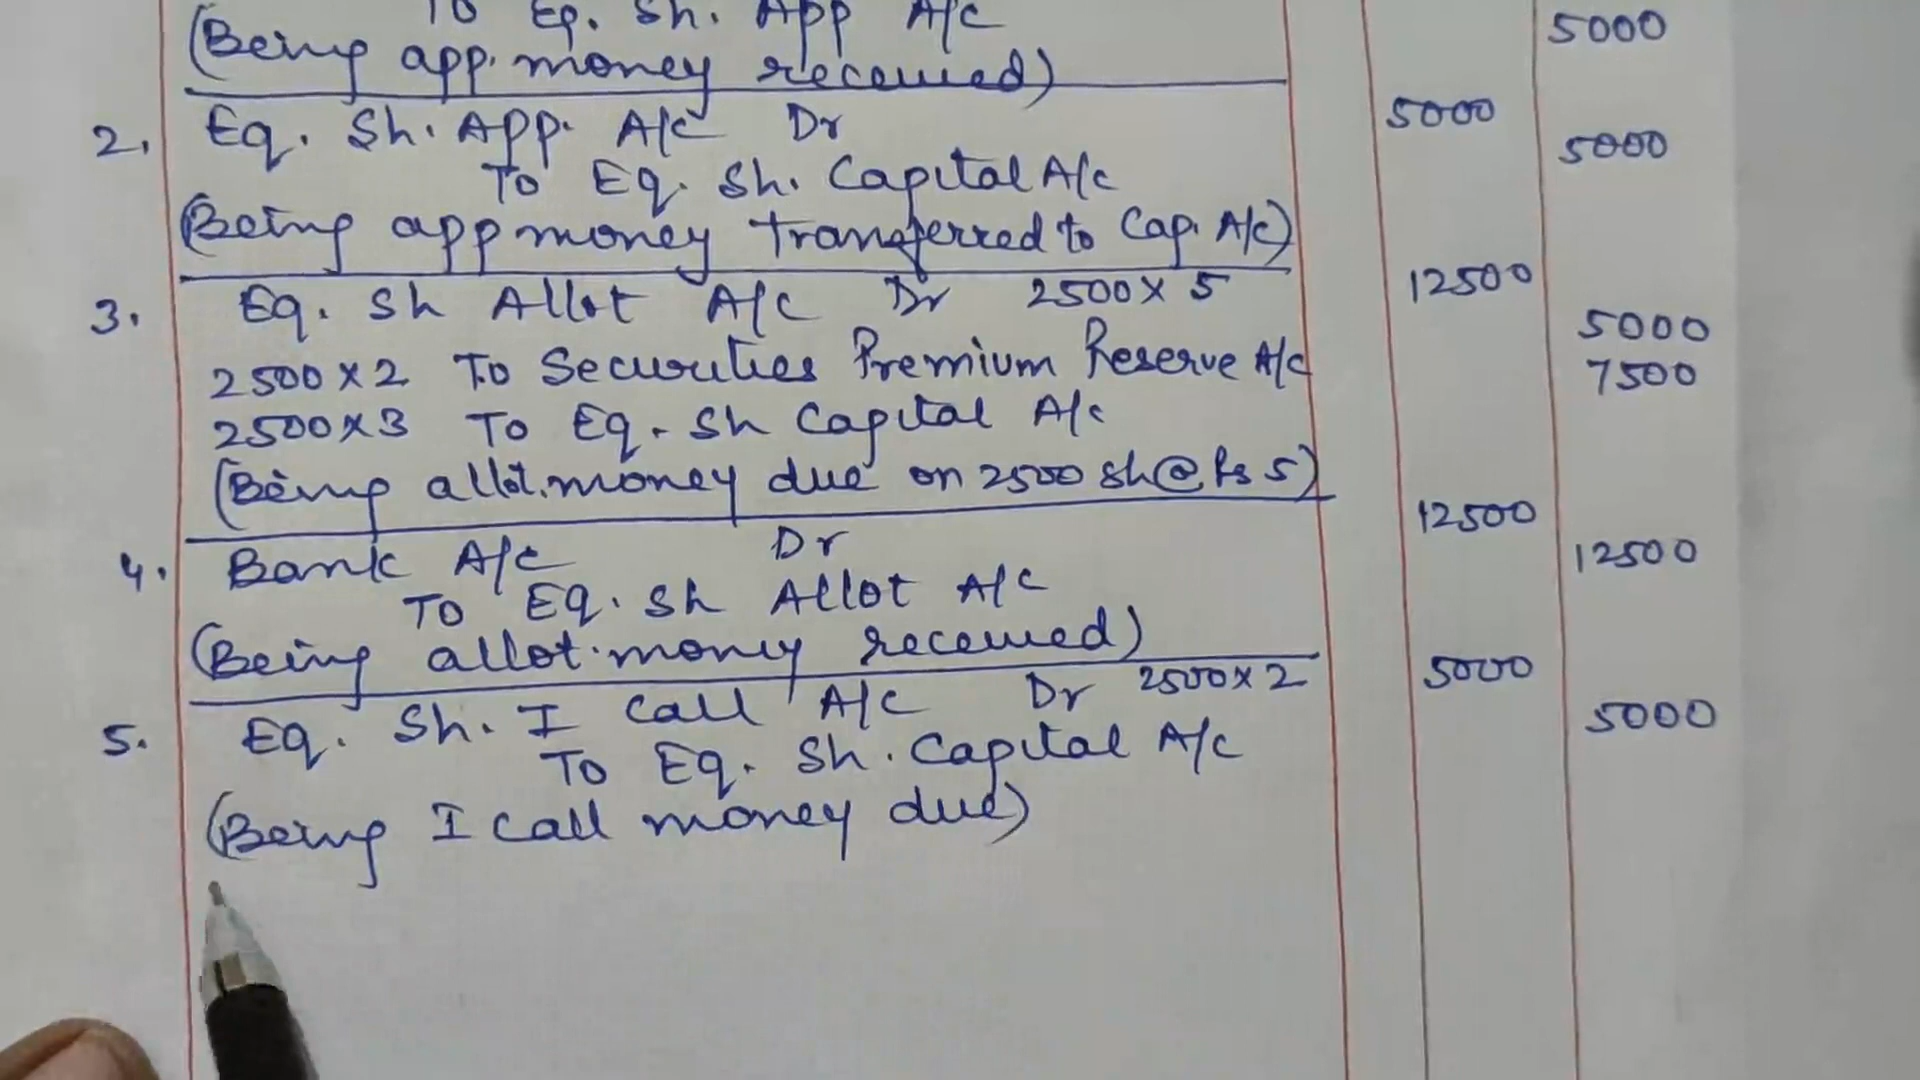 To Eq. Sh. App A/c 5000
(Being app. money received)
2. Eq. Sh. App. A/c Dr 5000
To Eq. Sh. Capital A/c 5000
(Being app money transferred to Cap. A/c)
3. Eq. Sh Allot A/c Dr 2500 x 5 12500
2500 x 2 To Securities Premium Reserve A/c 5000
2500 x 3 To Eq. Sh Capital A/c 7500
(Being allot. money due on 2500 sh @ Rs 5)
4. Bank A/c Dr 12500
To Eq. Sh Allot A/c 12500
(Being allot. money received)
5. Eq. Sh. I Call A/c Dr 2500 x 2 5000
To Eq. Sh. Capital A/c 5000
(Being I call money due)